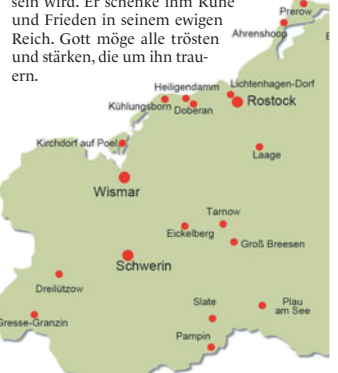 sein wird. Er schenke ihm Ruhe
und Frieden in seinem ewigen
Reich. Gott möge alle trösten
und stärken, die um ihn trau-
ern.
Prerow
Ahrenshoop
Heiligendamm
Lichtenhagen-Dorf
Kühlungsborn
Doberan
Rostock
Kirchdorf auf Poel
Laage
Wismar
Tarnow
Eickelberg
Groß Breesen
Schwerin
Dreilützow
Slate
Plau
am See
Gresse-Granzin
Pampin